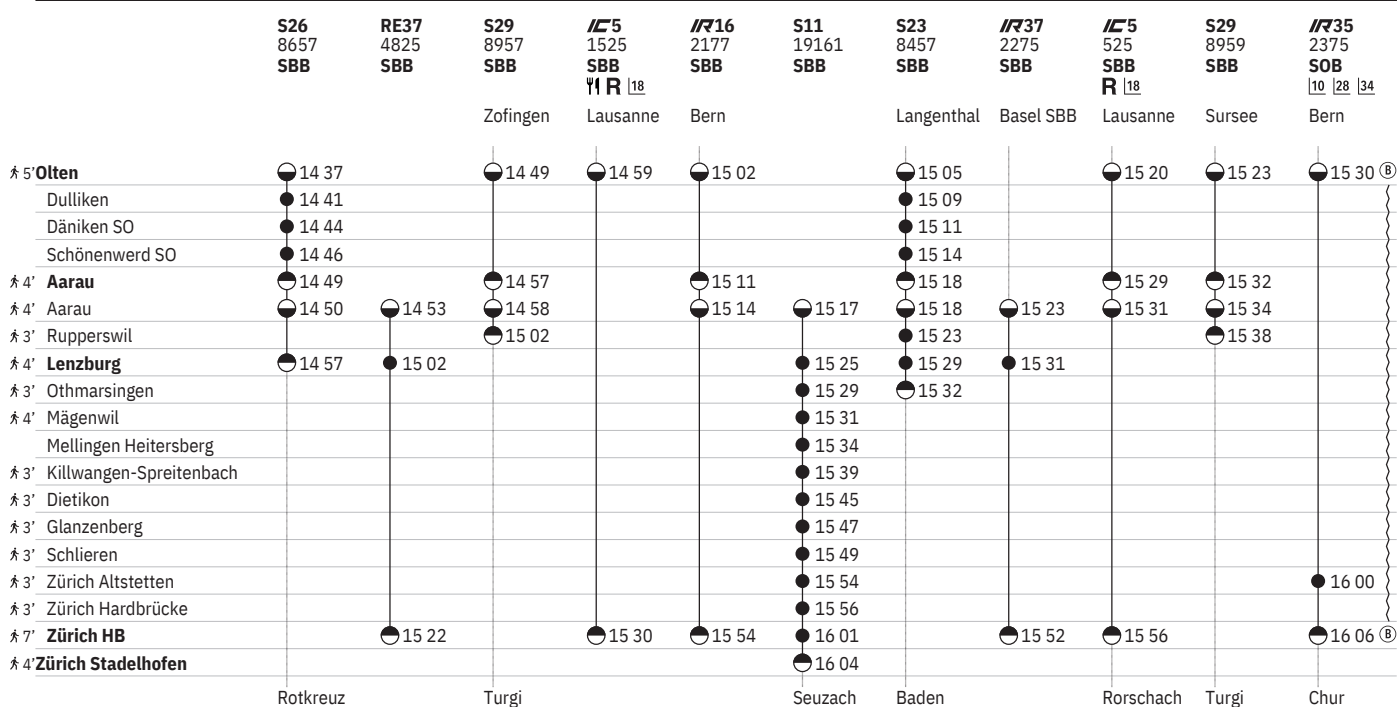 S26 RE37 S29 IC5 IR16 S11 S23 IR37 IC5 S29 IR35
8657 4825 8957 1525 2177 19161 8457 2275 525 8959 2375
SBB SBB SBB SBB SBB SBB SBB SBB SBB SBB SOB
R 18 R 18 10 28 34
Zofingen Lausanne Bern Langenthal Basel SBB Lausanne Sursee Bern
5' Olten 14 37 14 49 14 59 15 02 15 05 15 20 15 23 15 30 B
Dulliken 14 41 15 09
Däniken SO 14 44 15 11
Schönenwerd SO 14 46 15 14
4' Aarau 14 49 14 57 15 11 15 18 15 29 15 32
4' Aarau 14 50 14 53 14 58 15 14 15 17 15 18 15 23 15 31 15 34
3' Rupperswil 15 02 15 23 15 38
4' Lenzburg 14 57 15 02 15 25 15 29 15 31
3' Othmarsingen 15 29 15 32
4' Mägenwil 15 31
Mellingen Heitersberg 15 34
3' Killwangen-Spreitenbach 15 39
3' Dietikon 15 45
3' Glanzenberg 15 47
3' Schlieren 15 49
3' Zürich Altstetten 15 54 16 00
3' Zürich Hardbrücke 15 56
7' Zürich HB 15 22 15 30 15 54 16 01 15 52 15 56 16 06 B
4' Zürich Stadelhofen 16 04
Rotkreuz Turgi Seuzach Baden Rorschach Turgi Chur